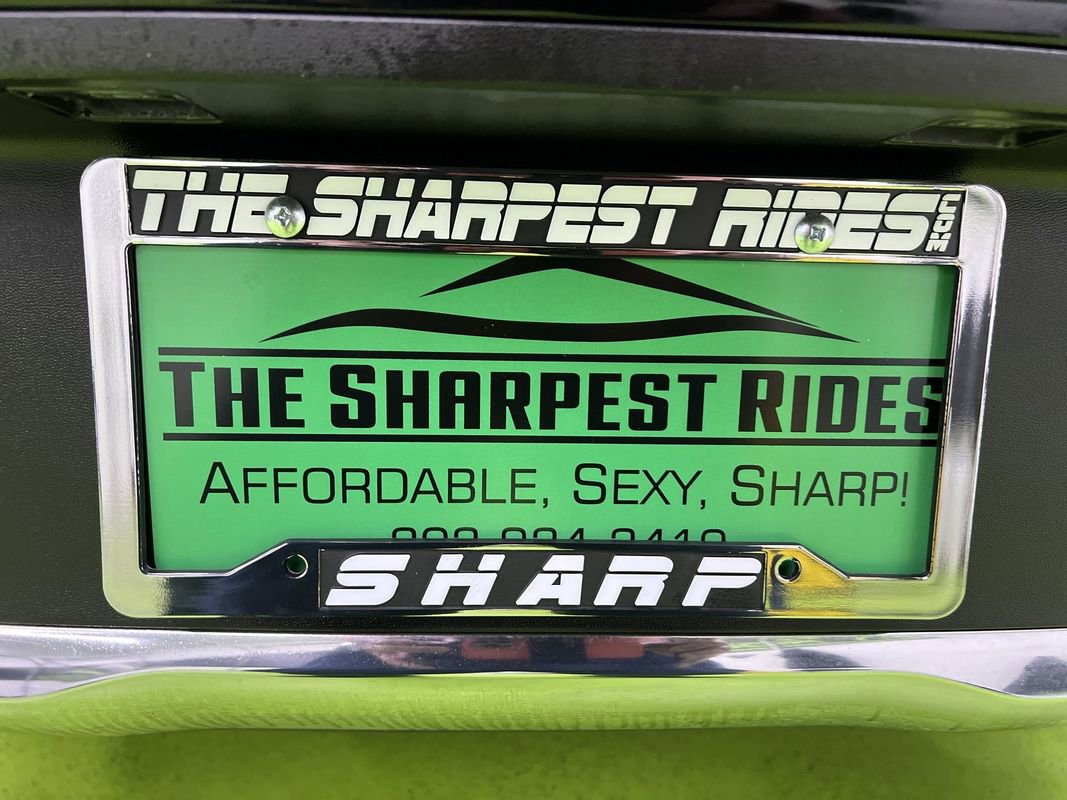 THE SHARPEST RIDES.COM
THE SHARPEST RIDES
AFFORDABLE, SEXY, SHARP!
SHARP